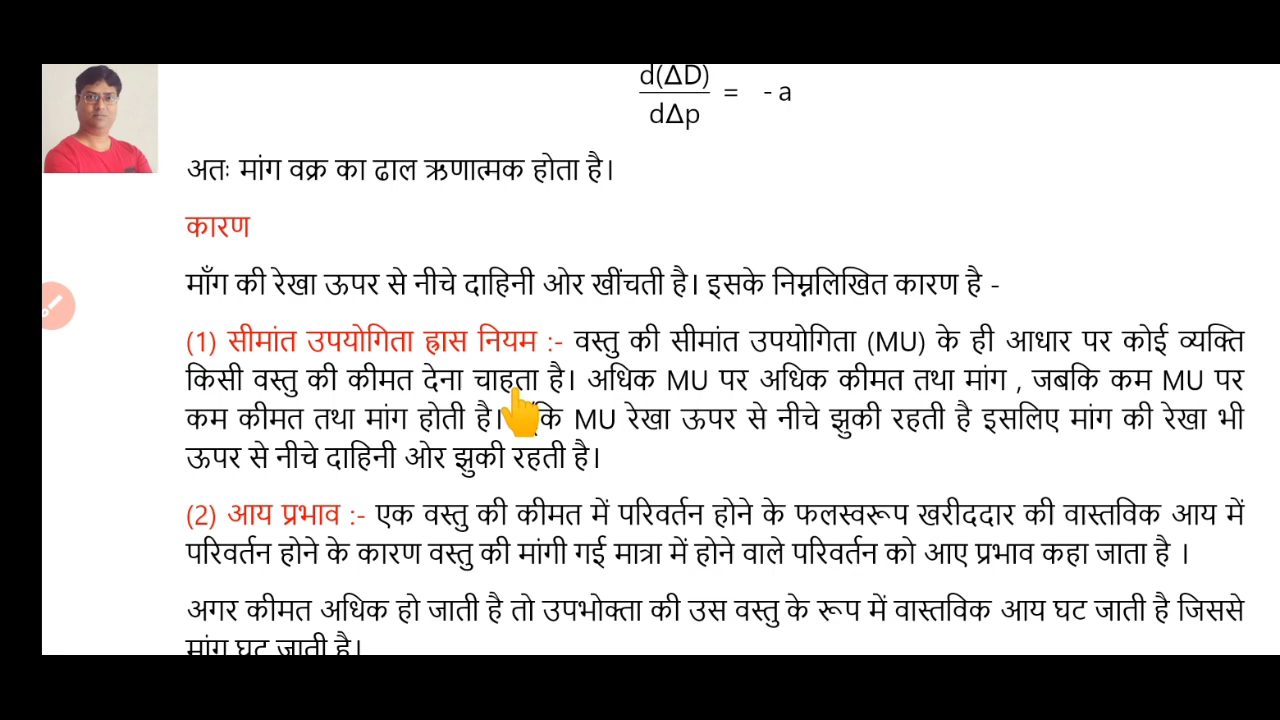 d(ΔD)
dΔp
= - a
अतः मांग वक्र का ढाल ऋणात्मक होता है।
कारण
माँग की रेखा ऊपर से नीचे दाहिनी ओर खींचती है। इसके निम्नलिखित कारण है -
(1) सीमांत उपयोगिता ह्रास नियम :- वस्तु की सीमांत उपयोगिता (MU) के ही आधार पर कोई व्यक्ति
किसी वस्तु की कीमत देना चाहता है। अधिक MU पर अधिक कीमत तथा मांग , जबकि कम MU पर
कम कीमत तथा मांग होती है। MU रेखा ऊपर से नीचे झुकी रहती है इसलिए मांग की रेखा भी
ऊपर से नीचे दाहिनी ओर झुकी रहती है।
(2) आय प्रभाव :- एक वस्तु की कीमत में परिवर्तन होने के फलस्वरूप खरीददार की वास्तविक आय में
परिवर्तन होने के कारण वस्तु की मांगी गई मात्रा में होने वाले परिवर्तन को आए प्रभाव कहा जाता है ।
अगर कीमत अधिक हो जाती है तो उपभोक्ता की उस वस्तु के रूप में वास्तविक आय घट जाती है जिससे
मांग घट जाती है।